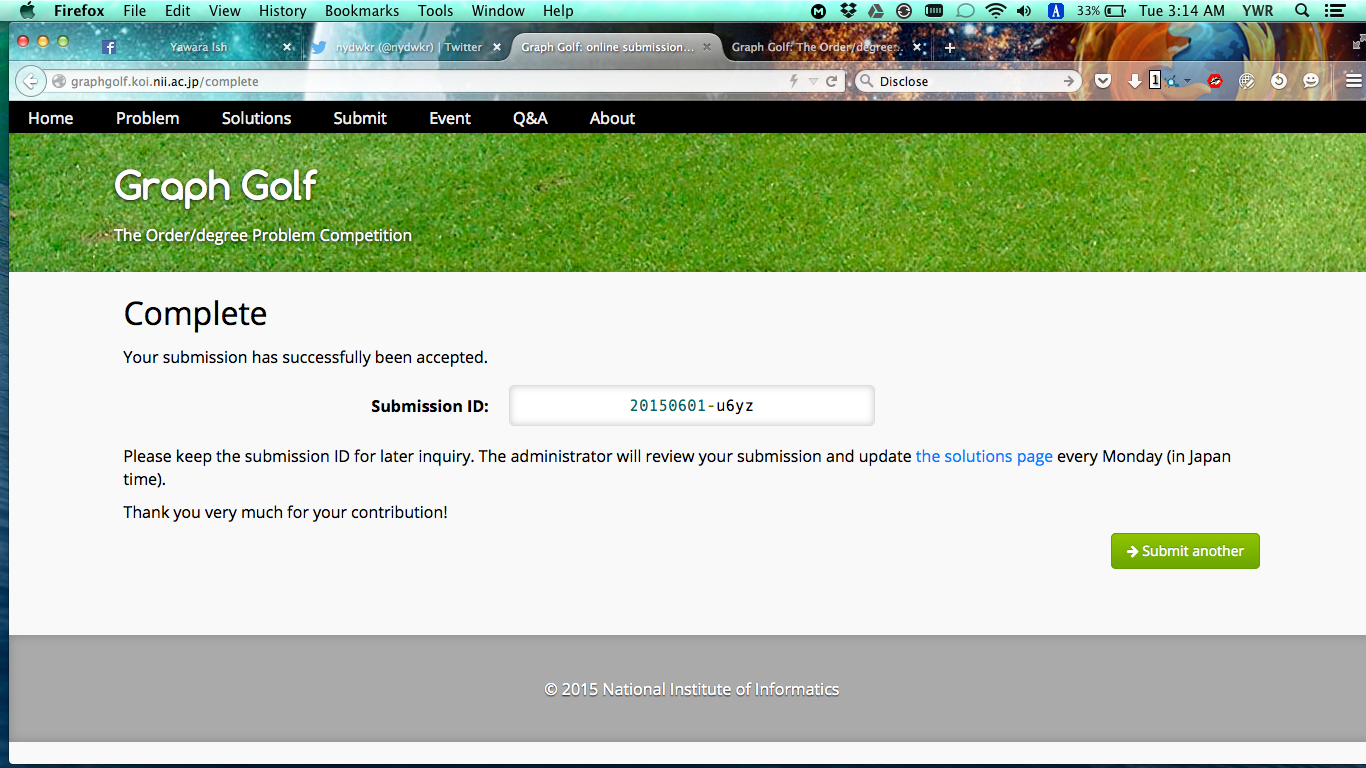 Firefox File Edit View History Bookmarks Tools Window Help 33% Tue 3:14 AM YWR
Yawara Ish nydwkr (@nydwkr) | Twitter Graph Golf: online submission... Graph Golf: The Order/degree...
graphgolf.koi.nii.ac.jp/complete Disclose 1
Home Problem Solutions Submit Event Q&A About
Graph Golf
The Order/degree Problem Competition
Complete
Your submission has successfully been accepted.
Submission ID: 20150601-u6yz
Please keep the submission ID for later inquiry. The administrator will review your submission and update the solutions page every Monday (in Japan
time).
Thank you very much for your contribution!
Submit another
© 2015 National Institute of Informatics